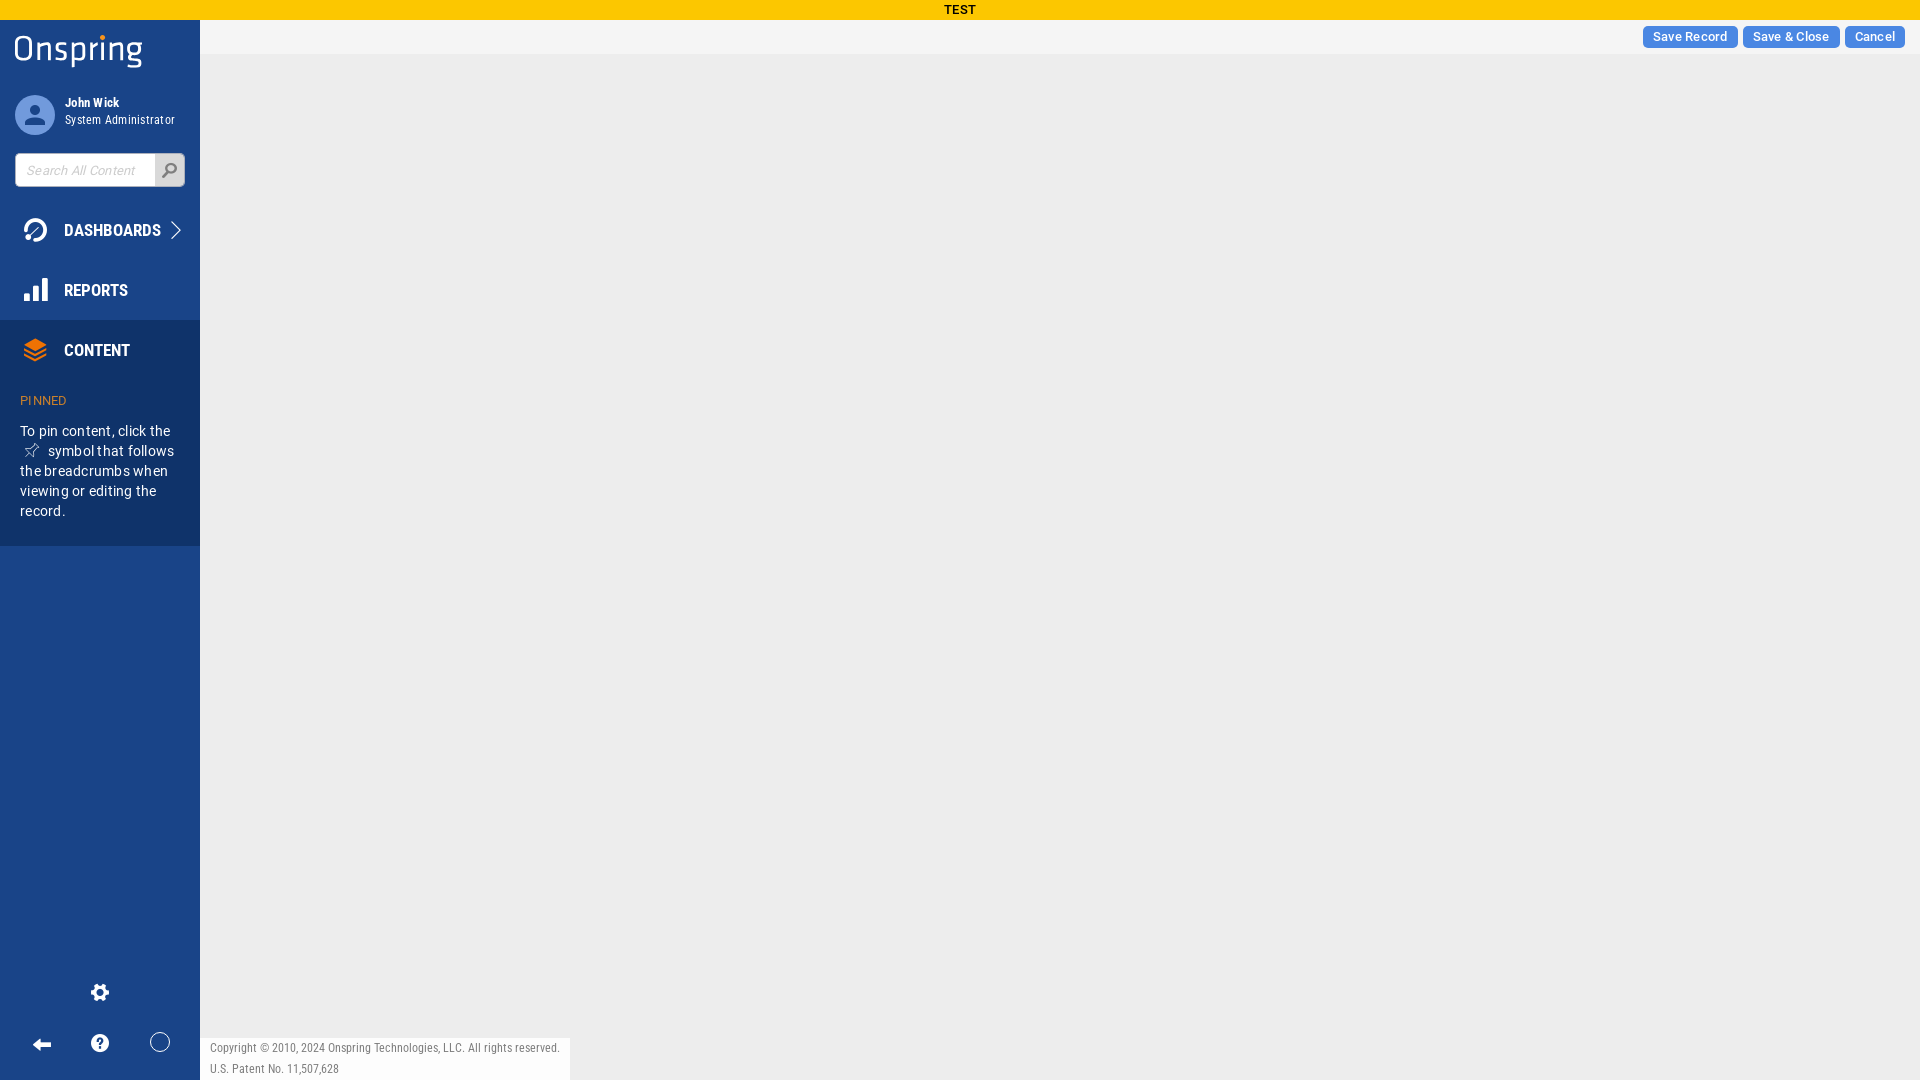 TEST
Onspring
Save Record
Save & Close
Cancel
John Wick
System Administrator
Search All Content
DASHBOARDS
REPORTS
CONTENT
PINNED
To pin content, click the
symbol that follows
the breadcrumbs when
viewing or editing the
record.
Copyright © 2010, 2024 Onspring Technologies, LLC. All rights reserved.
U.S. Patent No. 11,507,628